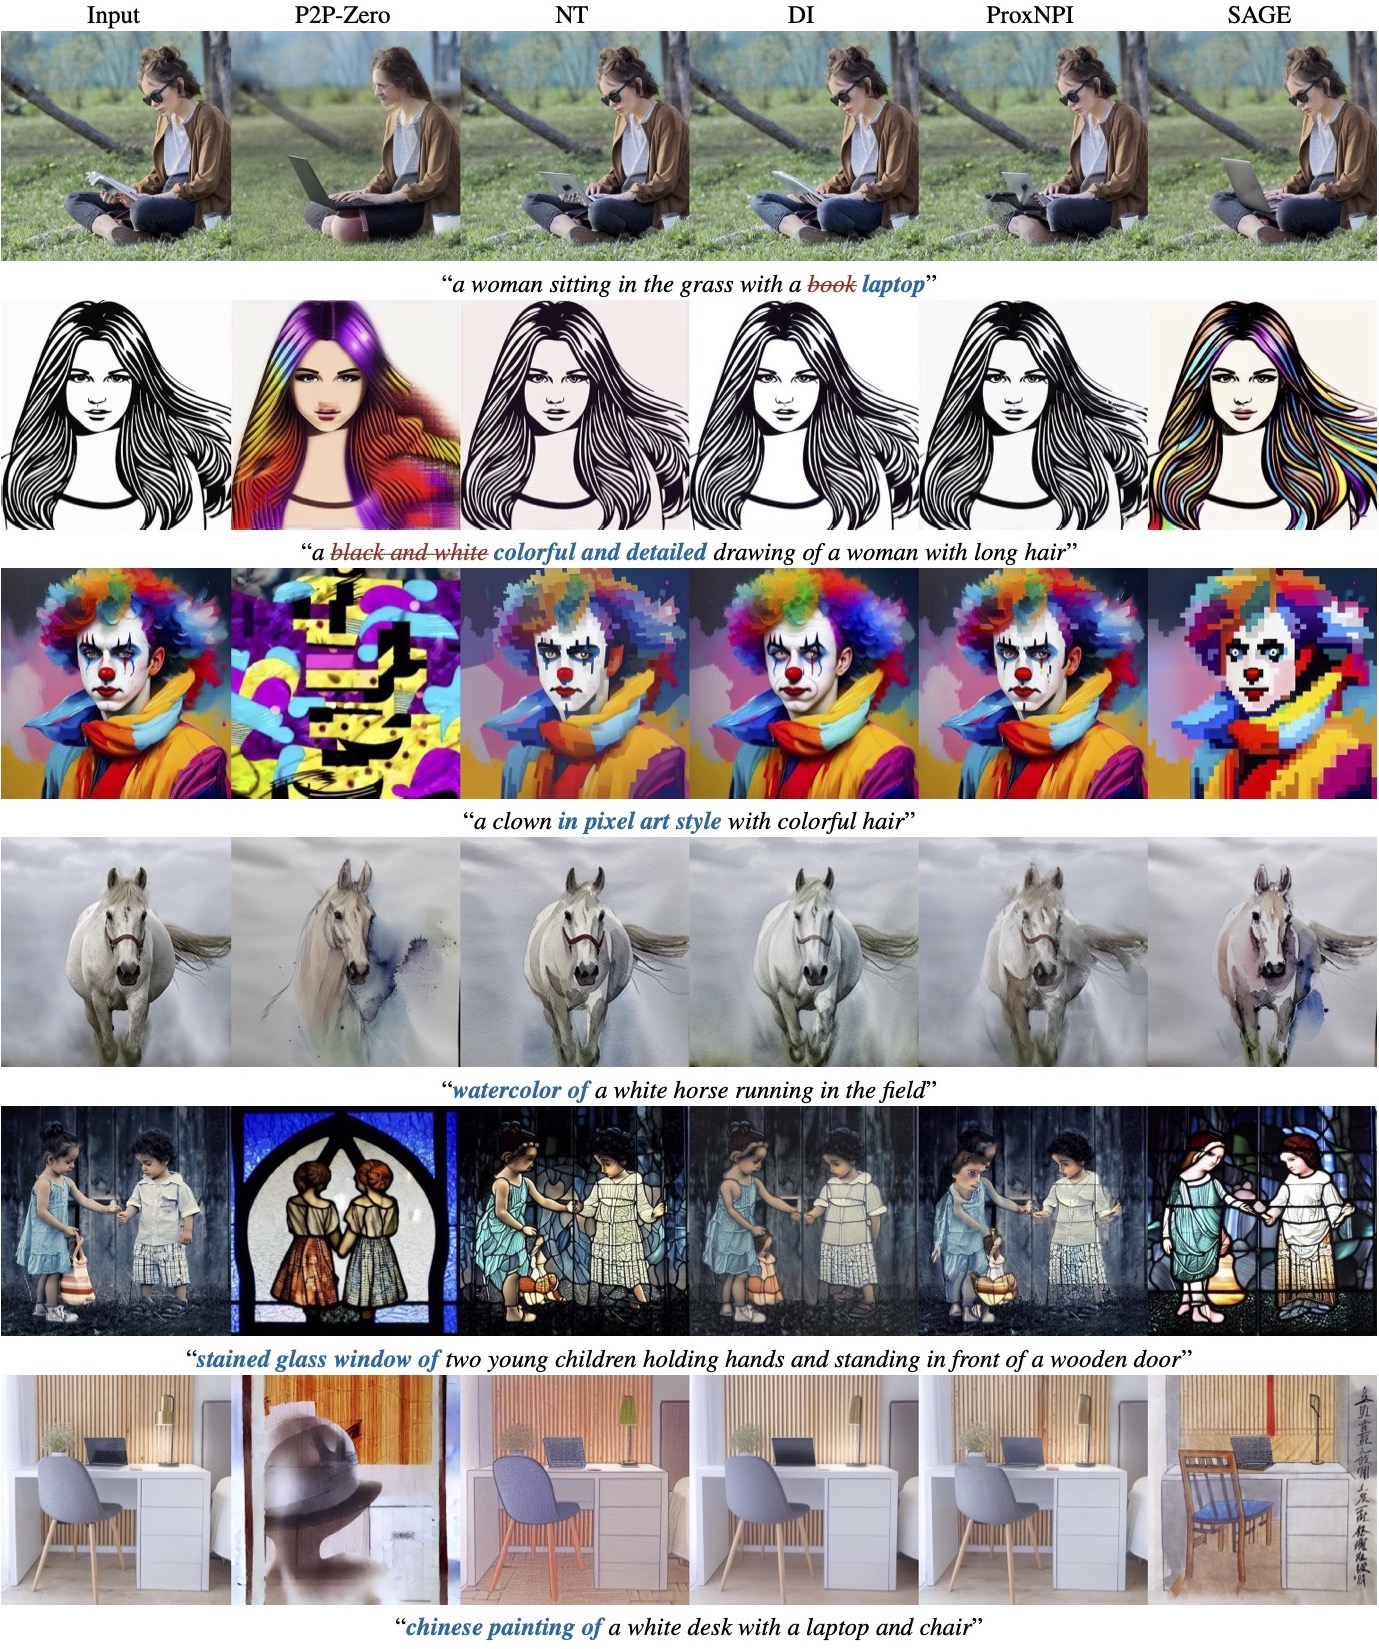 Input P2P-Zero NT DI ProxNPI SAGE
“a woman sitting in the grass with a book laptop”
“a black and white colorful and detailed drawing of a woman with long hair”
“a clown in pixel art style with colorful hair”
“watercolor of a white horse running in the field”
“stained glass window of two young children holding hands and standing in front of a wooden door”
“chinese painting of a white desk with a laptop and chair”